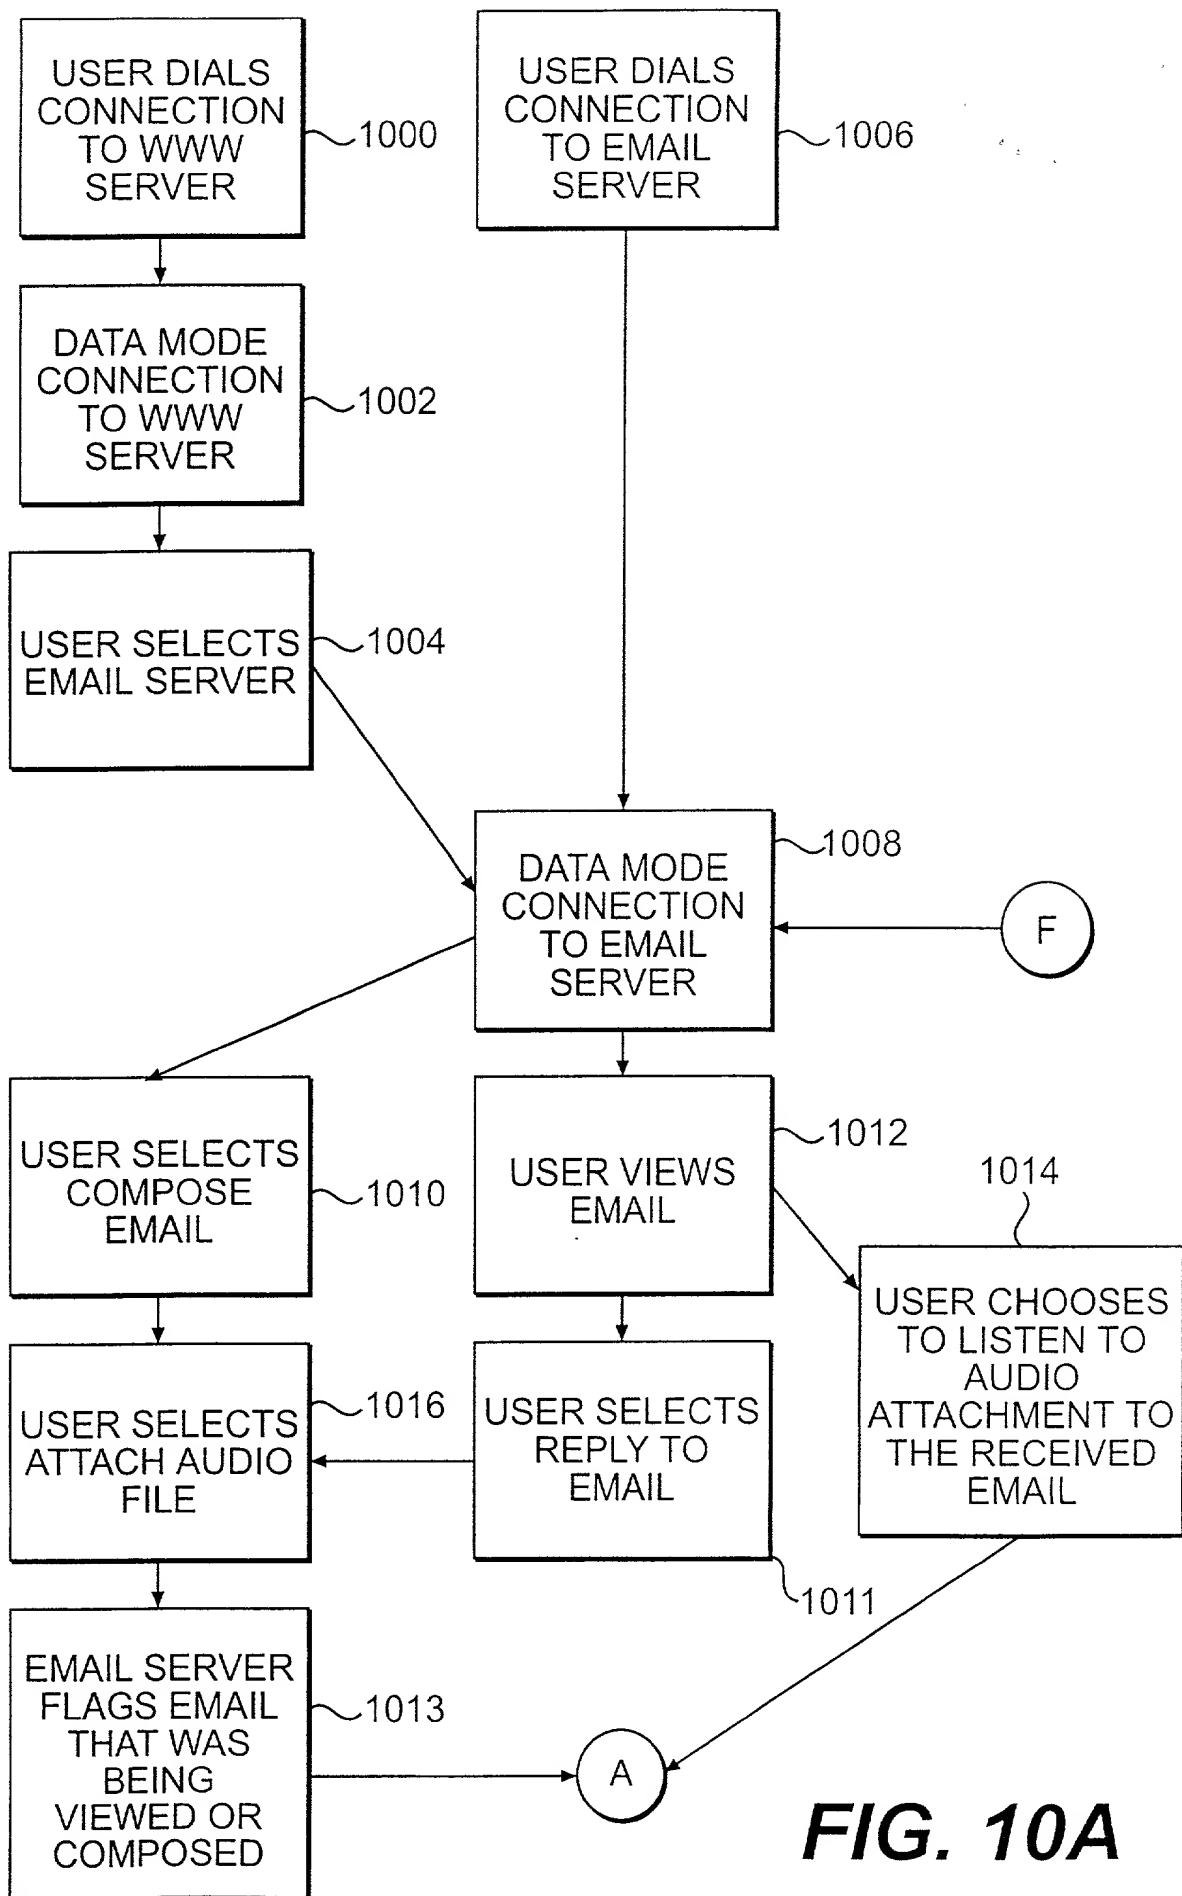 USER DIALS
CONNECTION
TO WWW
SERVER
1000
USER DIALS
CONNECTION
TO EMAIL
SERVER
1006
DATA MODE
CONNECTION
TO WWW
SERVER
1002
USER SELECTS
EMAIL SERVER
1004
DATA MODE
CONNECTION
TO EMAIL
SERVER
1008
F
USER SELECTS
COMPOSE
EMAIL
1010
USER VIEWS
EMAIL
1012
1014
USER CHOOSES
TO LISTEN TO
AUDIO
ATTACHMENT TO
THE RECEIVED
EMAIL
USER SELECTS
ATTACH AUDIO
FILE
1016
USER SELECTS
REPLY TO
EMAIL
1011
EMAIL SERVER
FLAGS EMAIL
THAT WAS
BEING
VIEWED OR
COMPOSED
1013
A
FIG. 10A